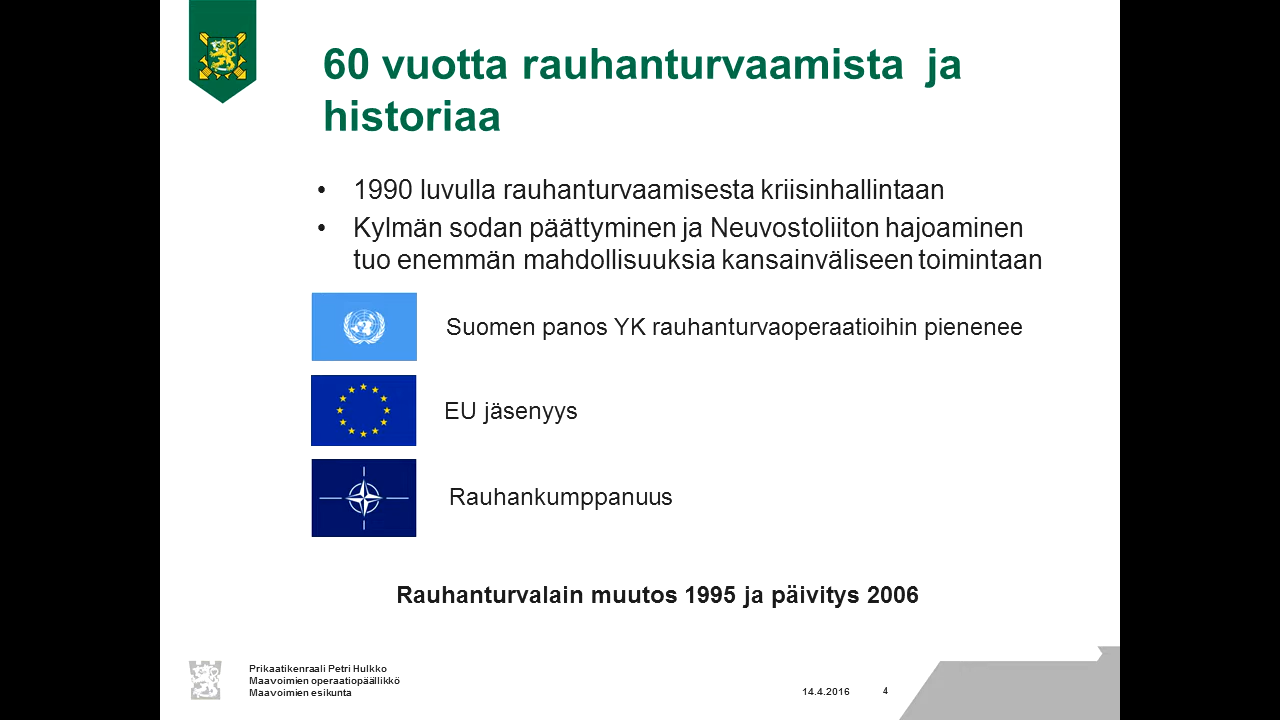 60 vuotta rauhanturvaamista ja
historiaa
• 1990 luvulla rauhanturvaamisesta kriisinhallintaan
• Kylmän sodan päättyminen ja Neuvostoliiton hajoaminen
tuo enemmän mahdollisuuksia kansainväliseen toimintaan
Suomen panos YK rauhanturvaoperaatioihin pienenee
EU jäsenyys
Rauhankumppanuus
Rauhanturvalain muutos 1995 ja päivitys 2006
Prikaatikenraali Petri Hulkko
Maavoimien operaatiopäällikkö
Maavoimien esikunta
14.4.2016 4